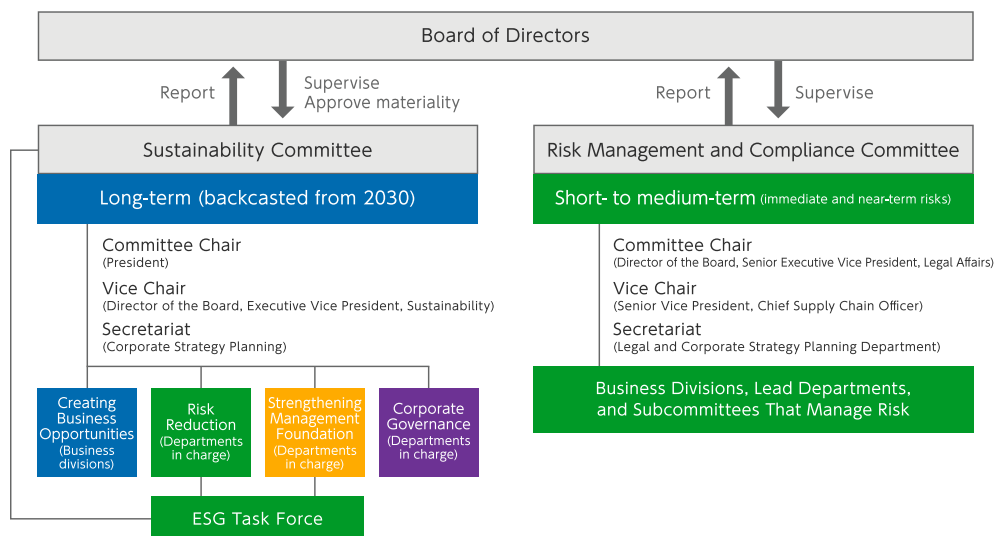 Board of Directors
Report
Supervise
Approve materiality
Report
Supervise
Sustainability Committee
Long-term (backcasted from 2030)
Committee Chair
(President)
Vice Chair
(Director of the Board, Executive Vice President, Sustainability)
Secretariat
(Corporate Strategy Planning)
Creating
Business
Opportunities
(Business
divisions)
Risk
Reduction
(Departments
in charge)
Strengthening
Management
Foundation
(Departments
in charge)
Corporate
Governance
(Departments
in charge)
ESG Task Force
Risk Management and Compliance Committee
Short- to medium-term (immediate and near-term risks)
Committee Chair
(Director of the Board, Senior Executive Vice President, Legal Affairs)
Vice Chair
(Senior Vice President, Chief Supply Chain Officer)
Secretariat
(Legal and Corporate Strategy Planning Department)
Business Divisions, Lead Departments,
and Subcommittees That Manage Risk